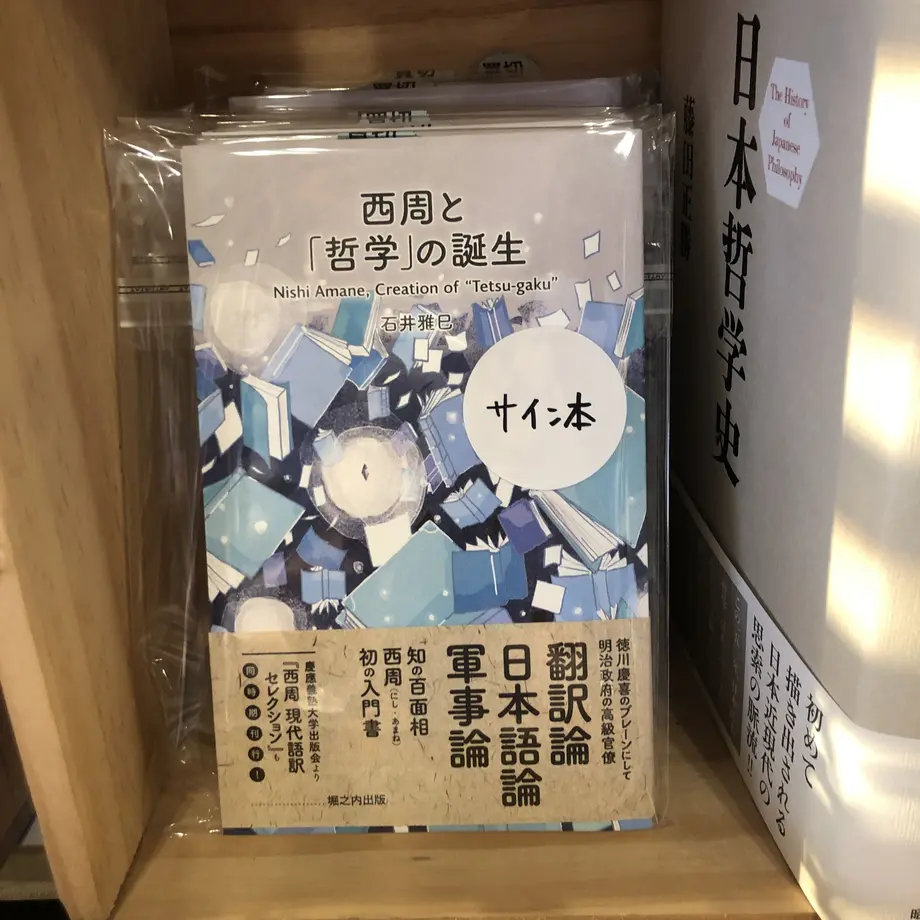 西周と
「哲学」の誕生
Nishi Amane, Creation of “Tetsu-gaku”
石井雅巳
サイン本
徳川慶喜のブレーンにして
明治政府の高級官僚
翻訳論
日本語論
軍事論
知の百面相
西周(にし・あまね)
初の入門書
慶應義塾大学出版会より
『西周 現代語訳
セレクション』も
同時期刊行!
堀之内出版
日本哲学史
The History
of
Japanese
Philosophy
藤田正勝
初めて
描き出される
日本近現代の
思索の脈流!!